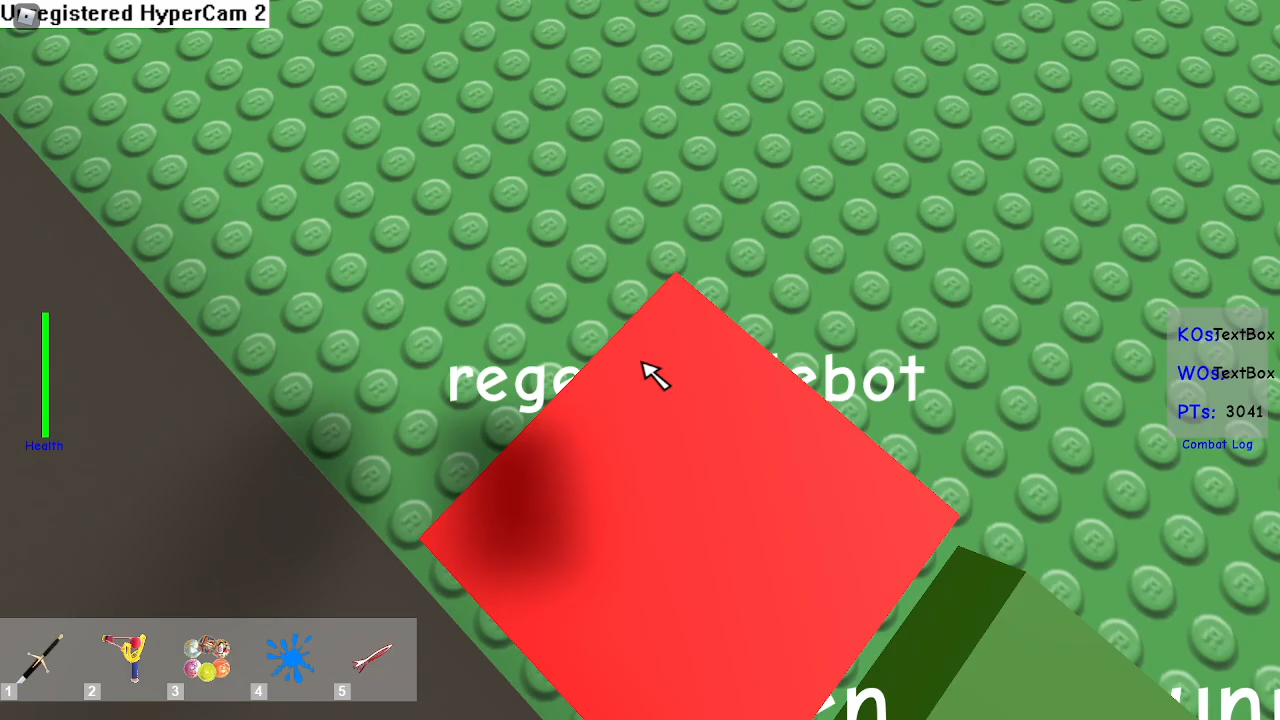 Unregistered HyperCam 2
KOs: TextBox
WOs: TextBox
PTs: 3041
Combat Log
Health
1 2 3 4 5